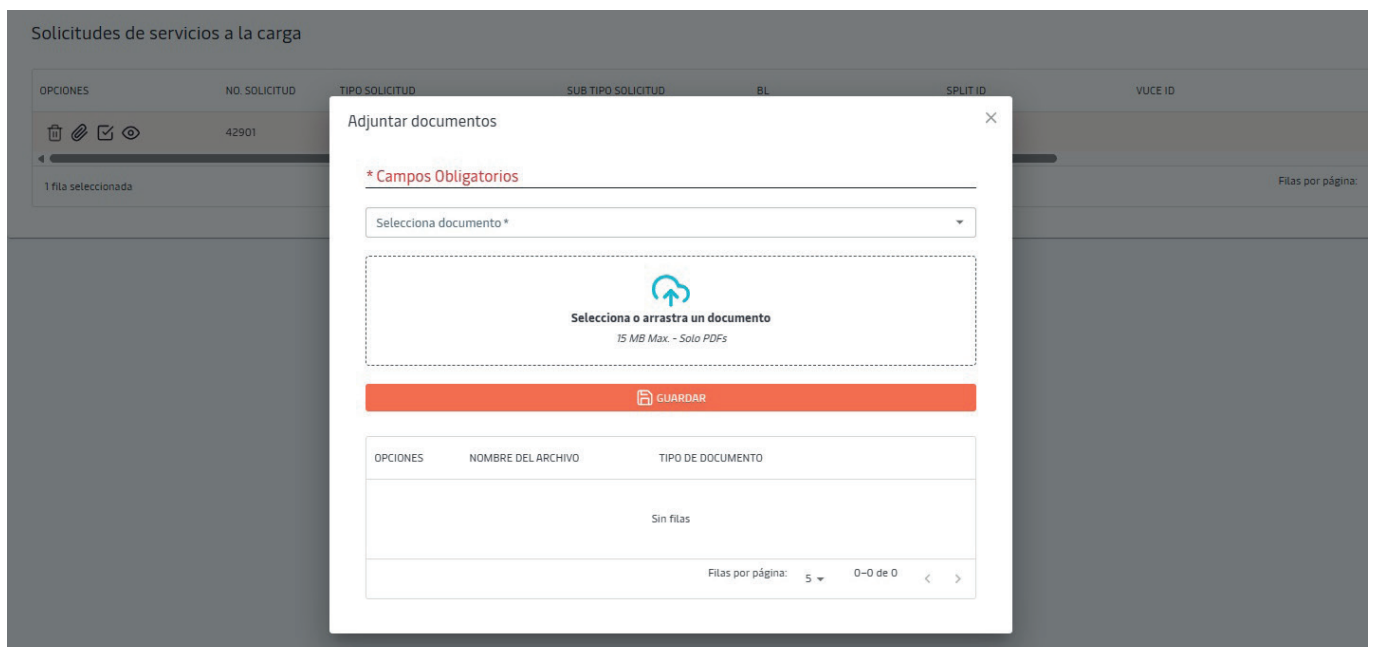 Solicitudes de servicios a la carga
OPCIONES NO. SOLICITUD TIPO SOLICITUD SUB TIPO SOLICITUD BL SPLIT ID VUCE ID
42901
1 fila seleccionada
Filas por página:
Adjuntar documentos
* Campos Obligatorios
Selecciona documento *
Selecciona o arrastra un documento
15 MB Max. - Solo PDFs
GUARDAR
OPCIONES NOMBRE DEL ARCHIVO TIPO DE DOCUMENTO
Sin filas
Filas por página: 5 0–0 de 0